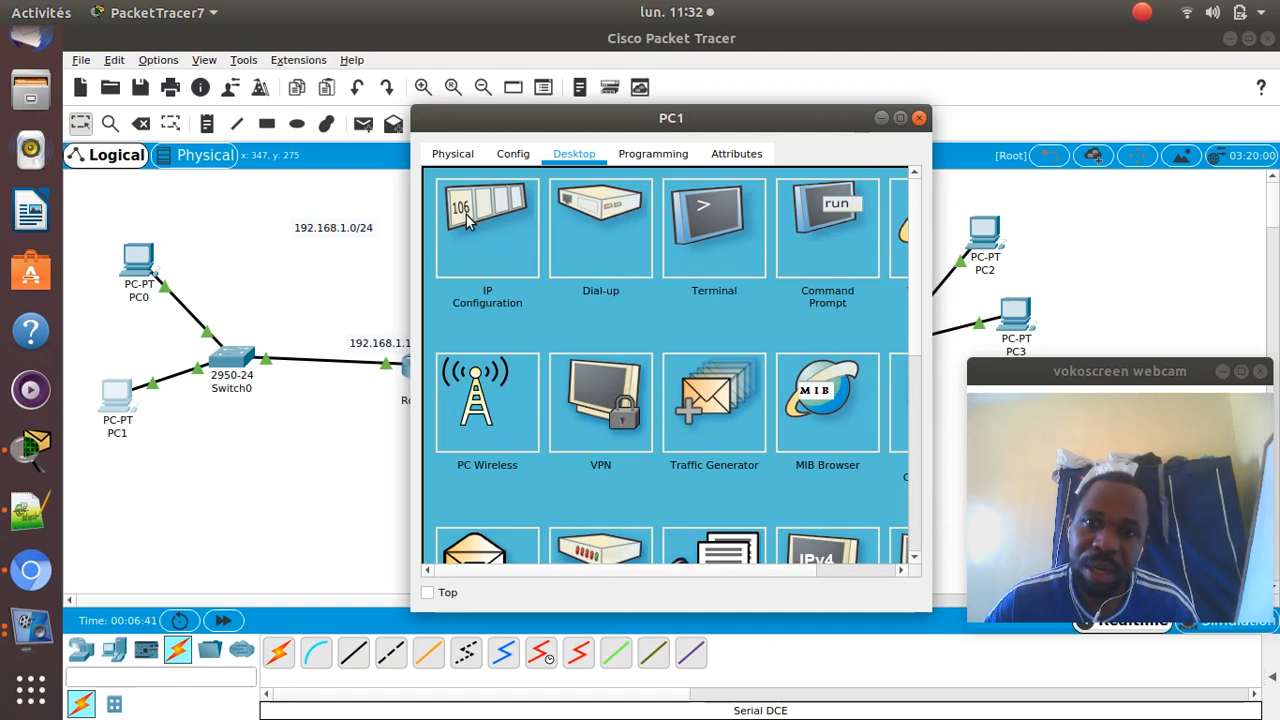 Activités
PacketTracer7
lun. 11:32
Cisco Packet Tracer
File Edit Options View Tools Extensions Help
?
PC1
Logical
Physical
x: 347, y: 275
[Root]
03:20:00
Physical Config Desktop Programming Attributes
106
>
run
IP Configuration
Dial-up
Terminal
Command Prompt
MIB
PC Wireless
VPN
Traffic Generator
MIB Browser
IPv4
Top
192.168.1.0/24
PC-PT
PC0
192.168.1.1
2950-24
Switch0
PC-PT
PC1
PC-PT
PC2
PC-PT
PC3
vokoscreen webcam
Time: 00:06:41
Realtime
Simulation
Serial DCE